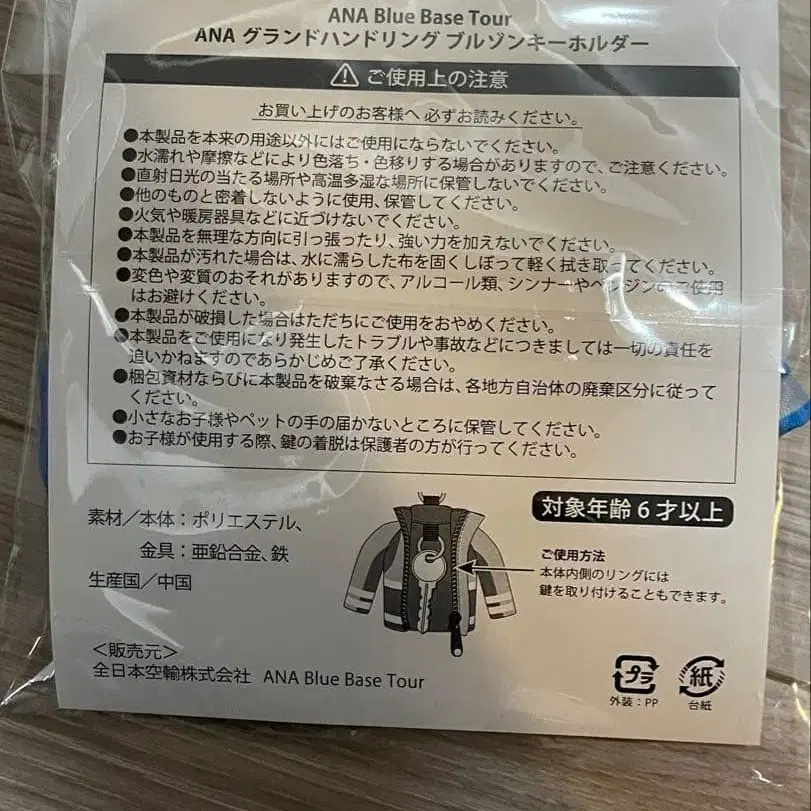 ANA Blue Base Tour
ANA グランドハンドリング ブルゾンキーホルダー
ご使用上の注意
お買い上げのお客様へ 必ずお読みください。
●本製品を本来の用途以外にはご使用にならないでください。
●水濡れや摩擦などにより色落ち・色移りする場合がありますので、ご注意ください。
●直射日光の当たる場所や高温多湿な場所に保管しないでください。
●他のものと密着しないように使用、保管してください。
●火気や暖房器具などに近づけないでください。
●本製品を無理な方向に引っ張ったり、強い力を加えないでください。
●本製品が汚れた場合は、水に濡らした布を固くしぼって軽く拭き取ってください。
●変色や変質のおそれがありますので、アルコール類、シンナーやベンジンのご使用
はお避けください。
●本製品が破損した場合はただちにご使用をおやめください。
●本製品をご使用になり発生したトラブルや事故などにつきましては一切の責任を
追いかねますのであらかじめご了承ください。
●梱包資材ならびに本製品を破棄なさる場合は、各地方自治体の廃棄区分に従って
ください。
●小さなお子様やペットの手の届かないところに保管してください。
●お子様が使用する際、鍵の着脱は保護者の方が行ってください。
対象年齢6才以上
素材／本体：ポリエステル、
金具：亜鉛合金、鉄
生産国／中国
ご使用方法
本体内側のリングには
鍵を取り付けることもできます。
＜販売元＞
全日本空輸株式会社 ANA Blue Base Tour
プラ
外装：PP
紙
台紙